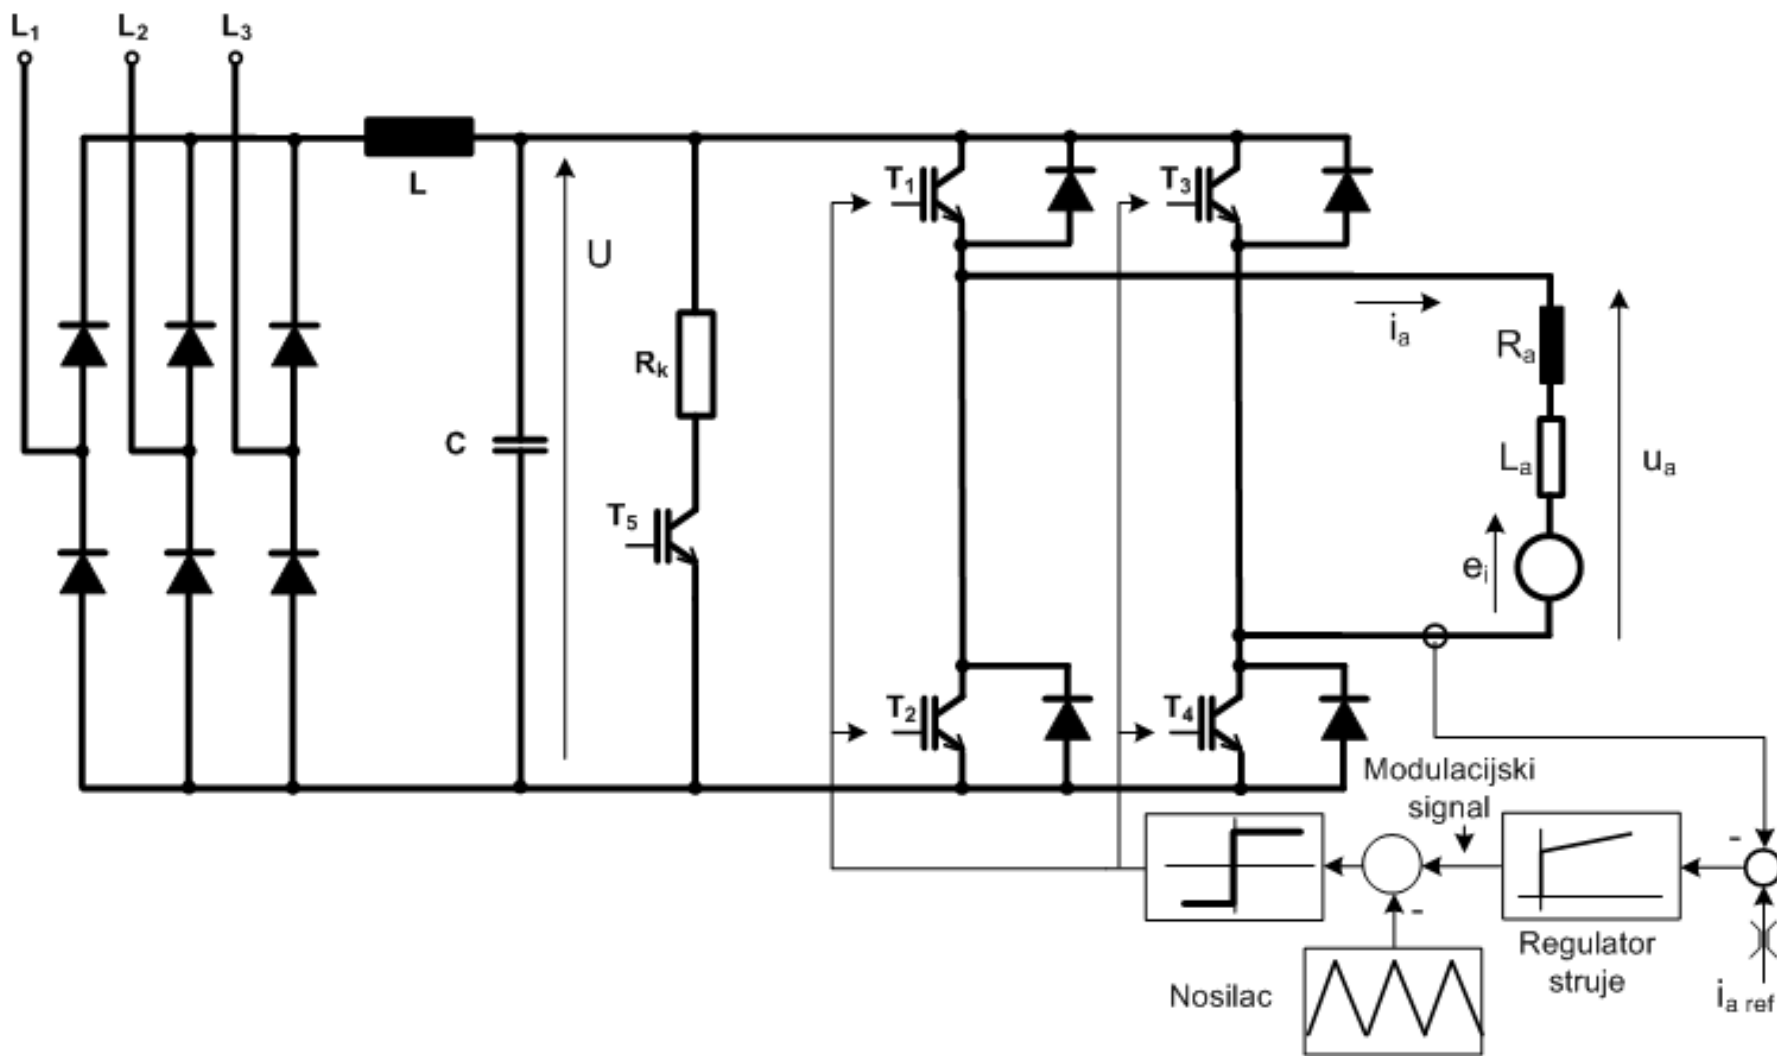 L₁
L₂
L₃
L
U
C
Rₖ
T₅
T₁
T₃
T₂
T₄
iₐ
Rₐ
Lₐ
eᵢ
uₐ
Modulacijski
signal
-
-
Regulator
struje
Nosilac
i a ref